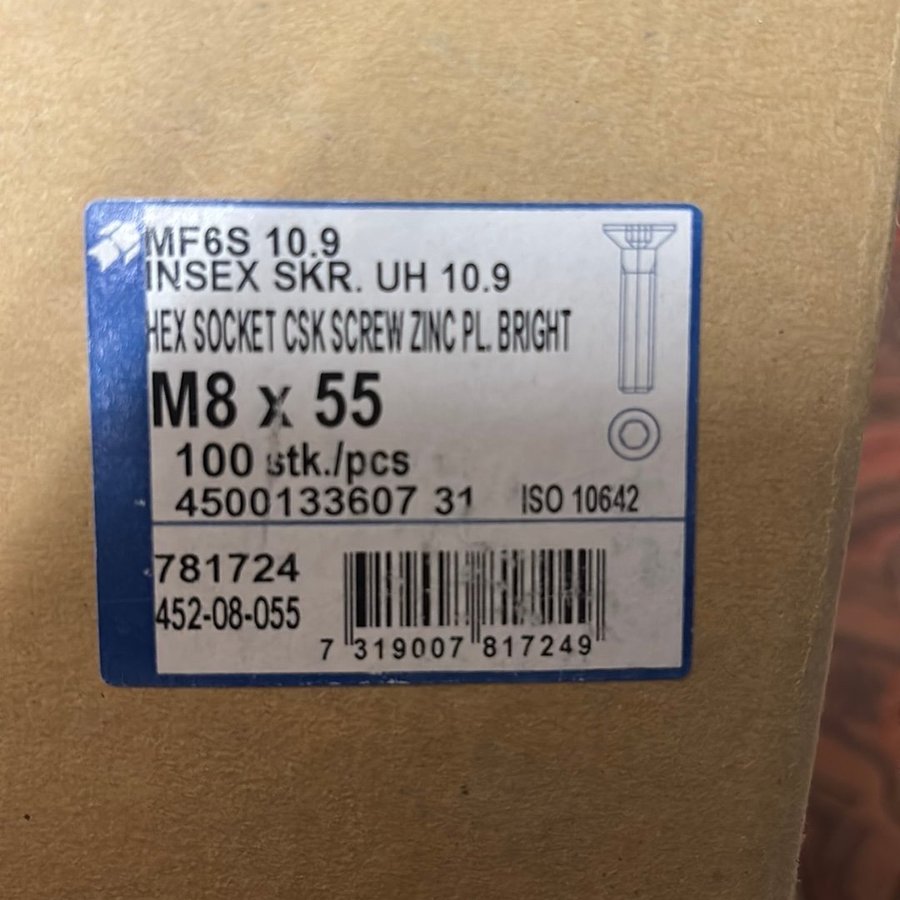 MF6S 10.9
INSEX SKR. UH 10.9
HEX SOCKET CSK SCREW ZINC PL. BRIGHT
M8 x 55
100 stk./pcs
4500133607 31 ISO 10642
781724
452-08-055
7 319007 817249